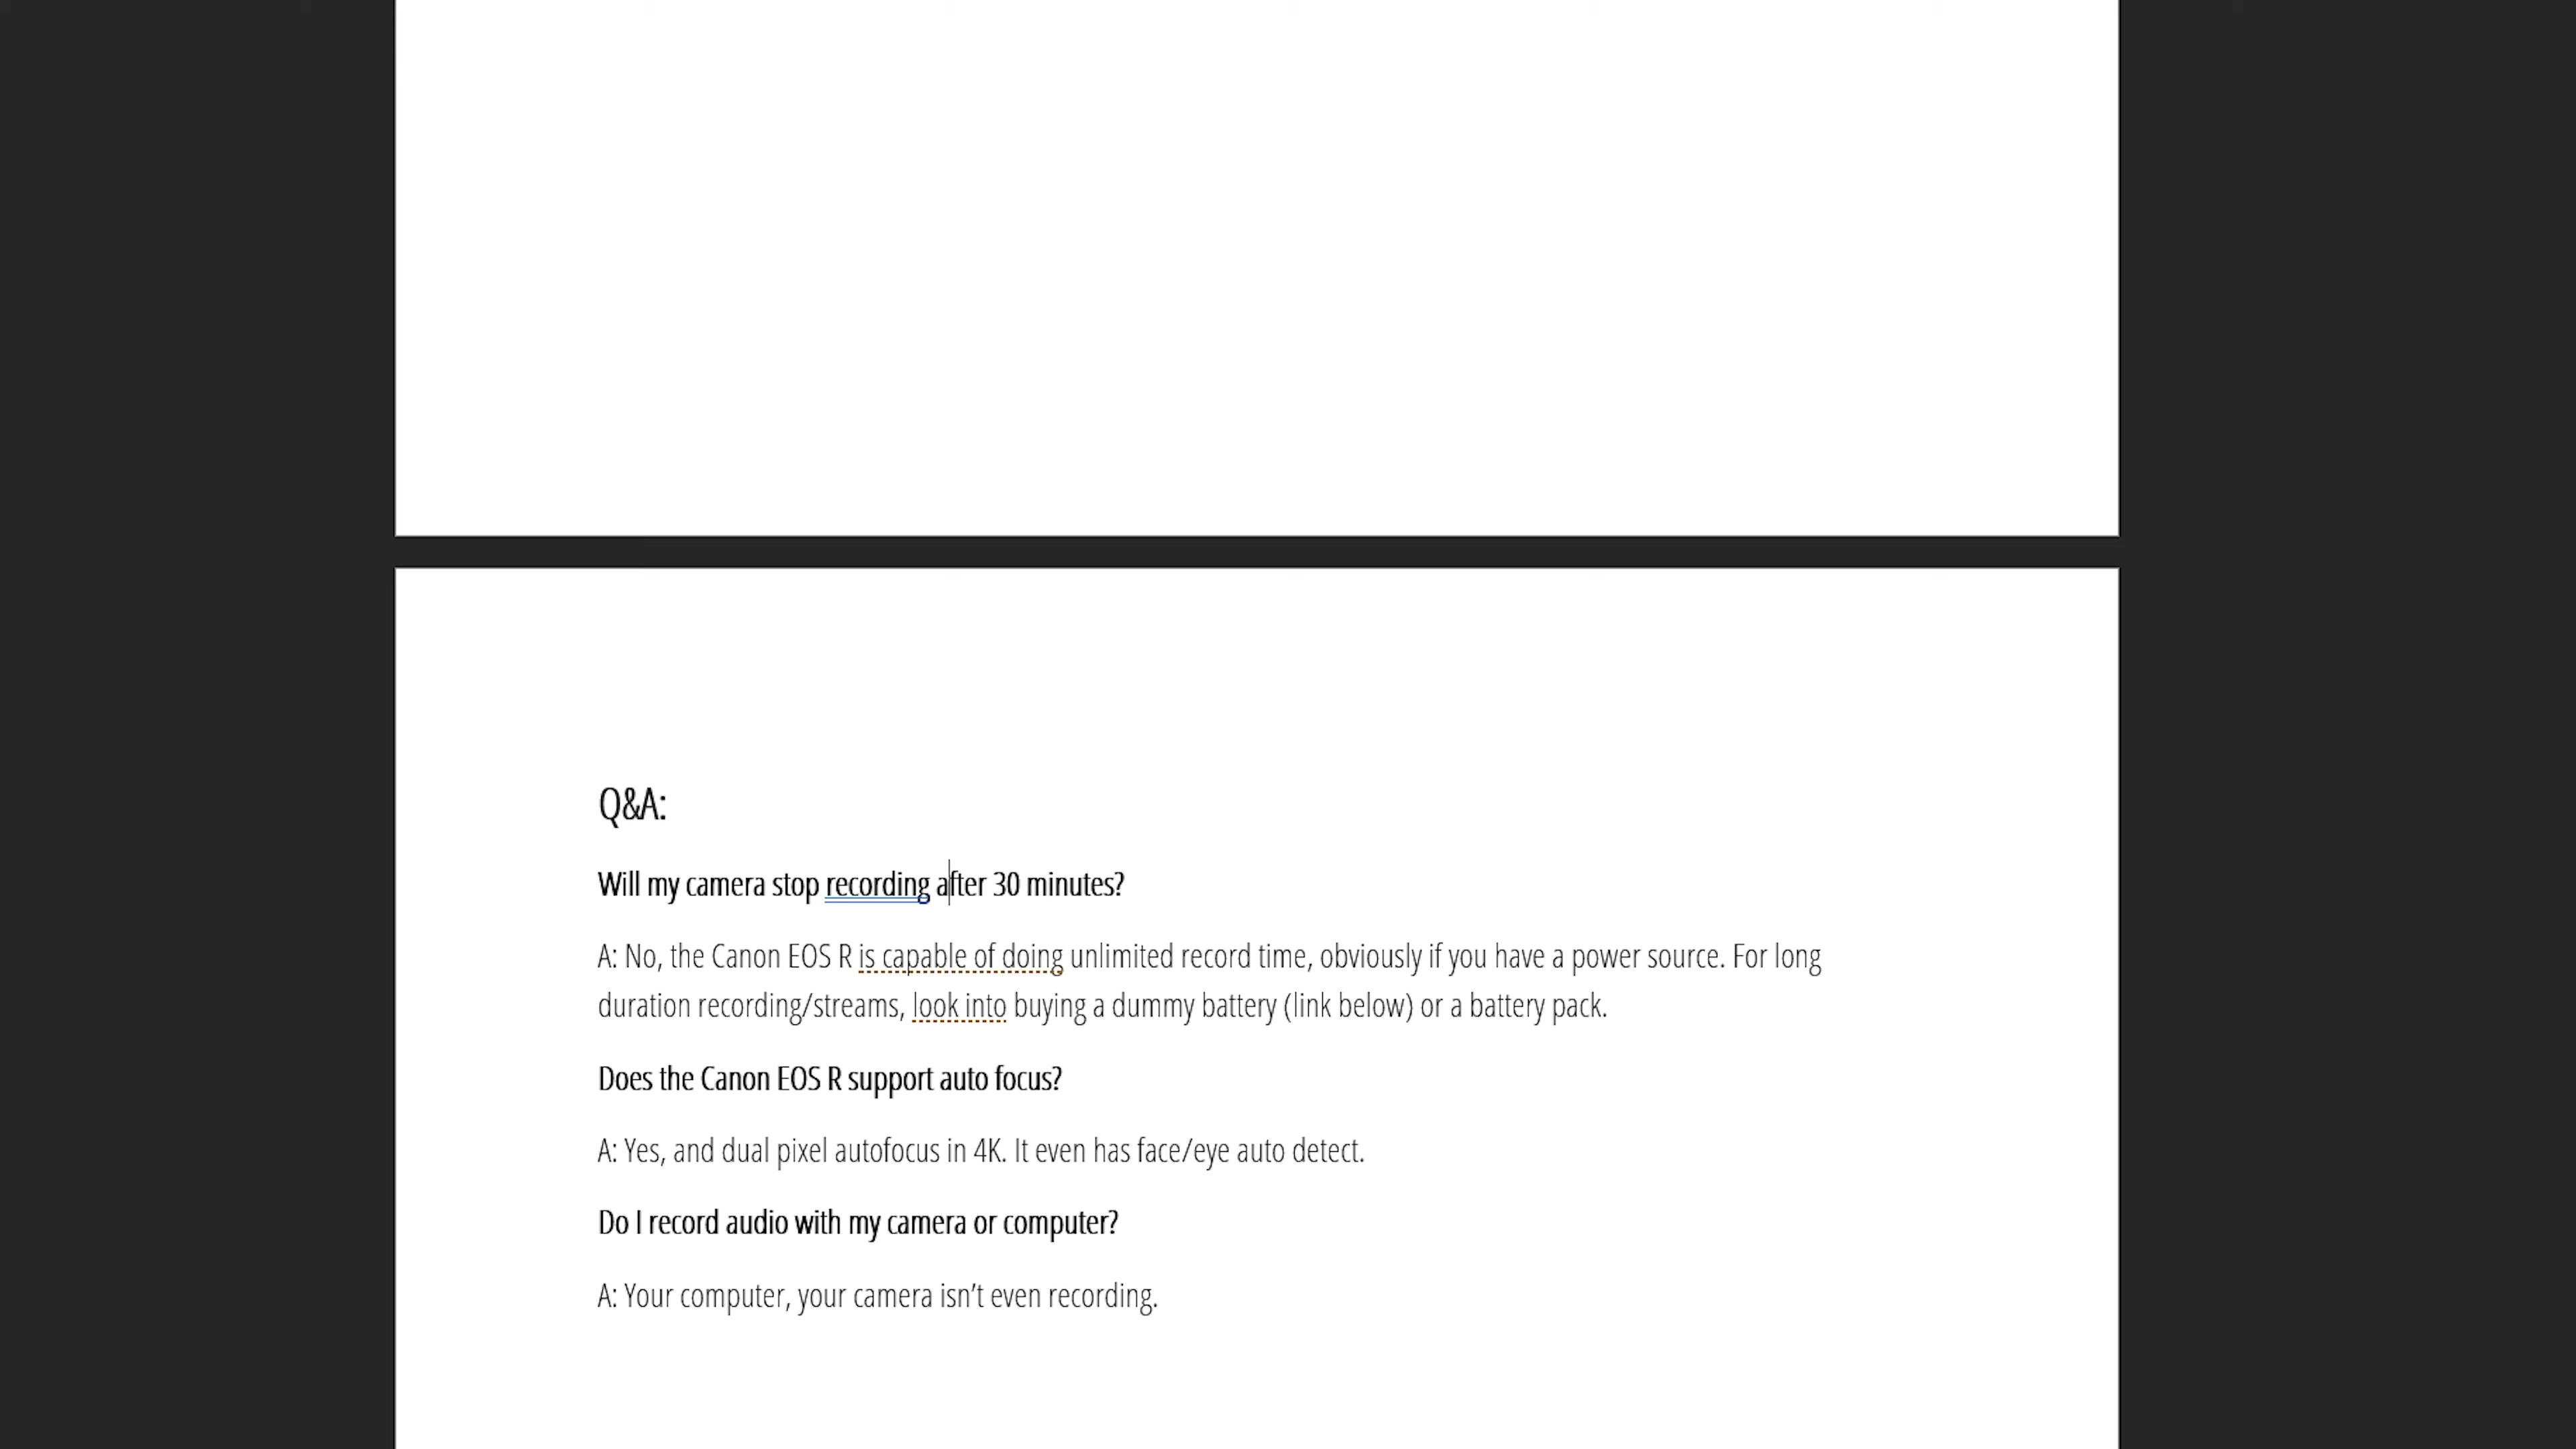 Q&A:
Will my camera stop recording after 30 minutes?
A: No, the Canon EOS R is capable of doing unlimited record time, obviously if you have a power source. For long
duration recording/streams, look into buying a dummy battery (link below) or a battery pack.
Does the Canon EOS R support auto focus?
A: Yes, and dual pixel autofocus in 4K. It even has face/eye auto detect.
Do I record audio with my camera or computer?
A: Your computer, your camera isn’t even recording.